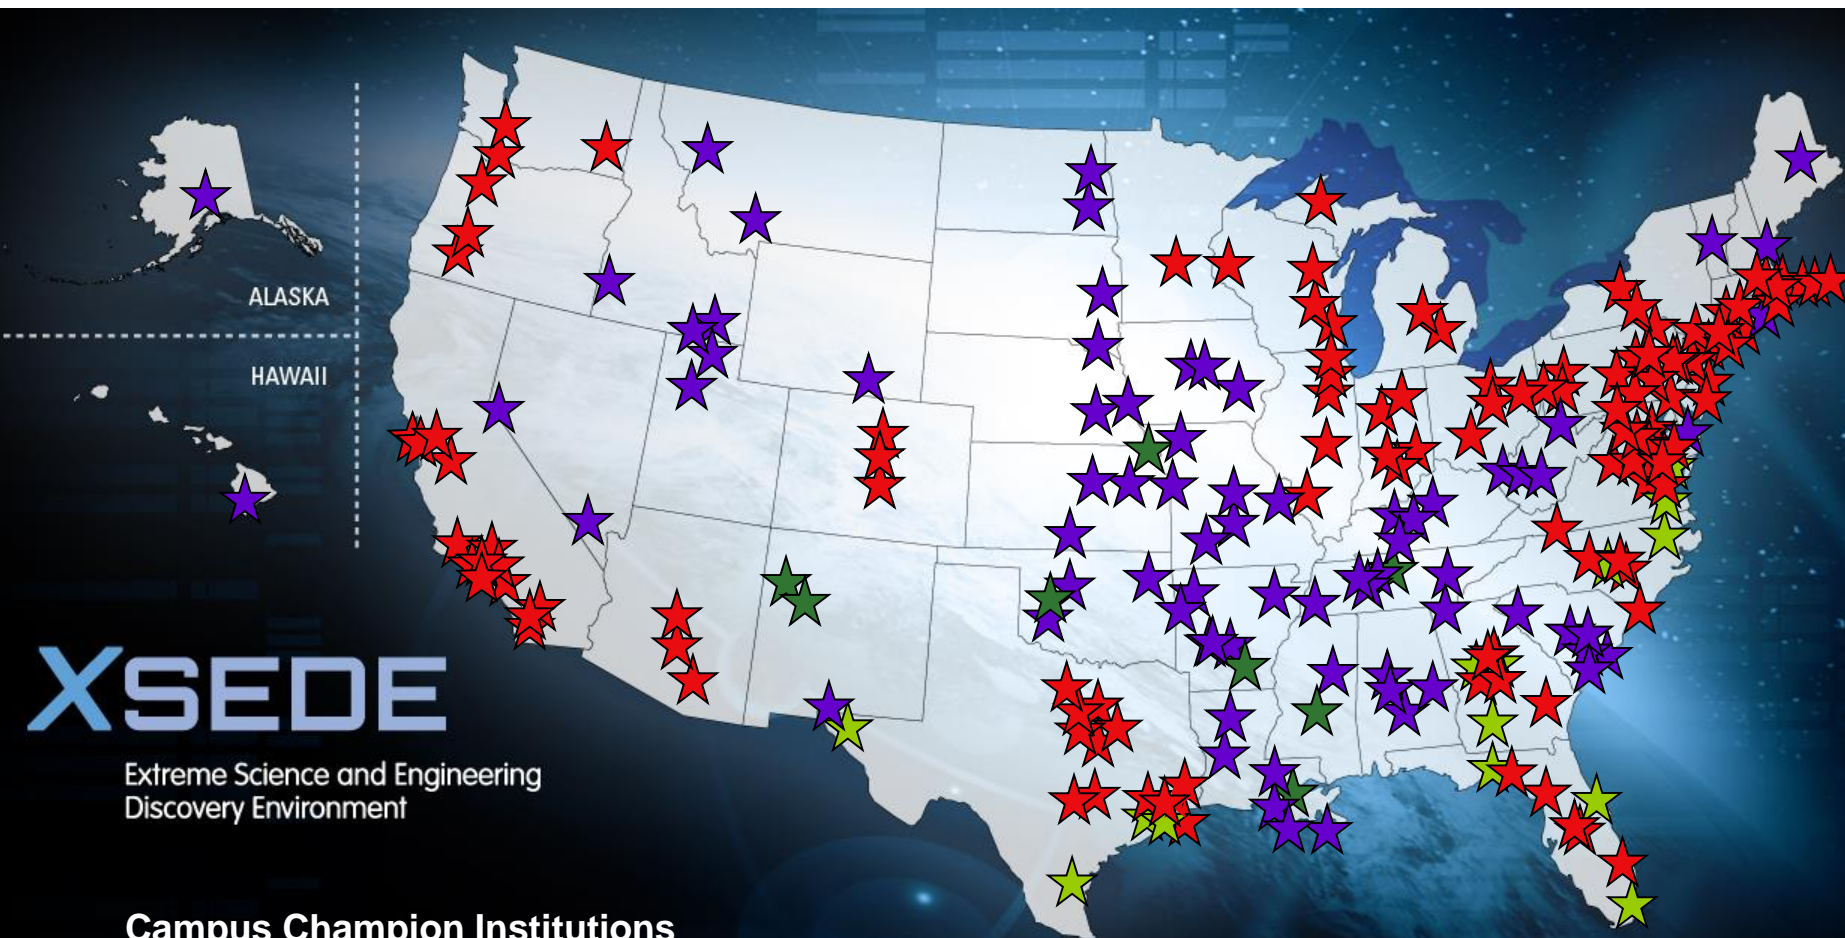 ALASKA
HAWAII
XSEDE
Extreme Science and Engineering
Discovery Environment
Campus Champion Institutions